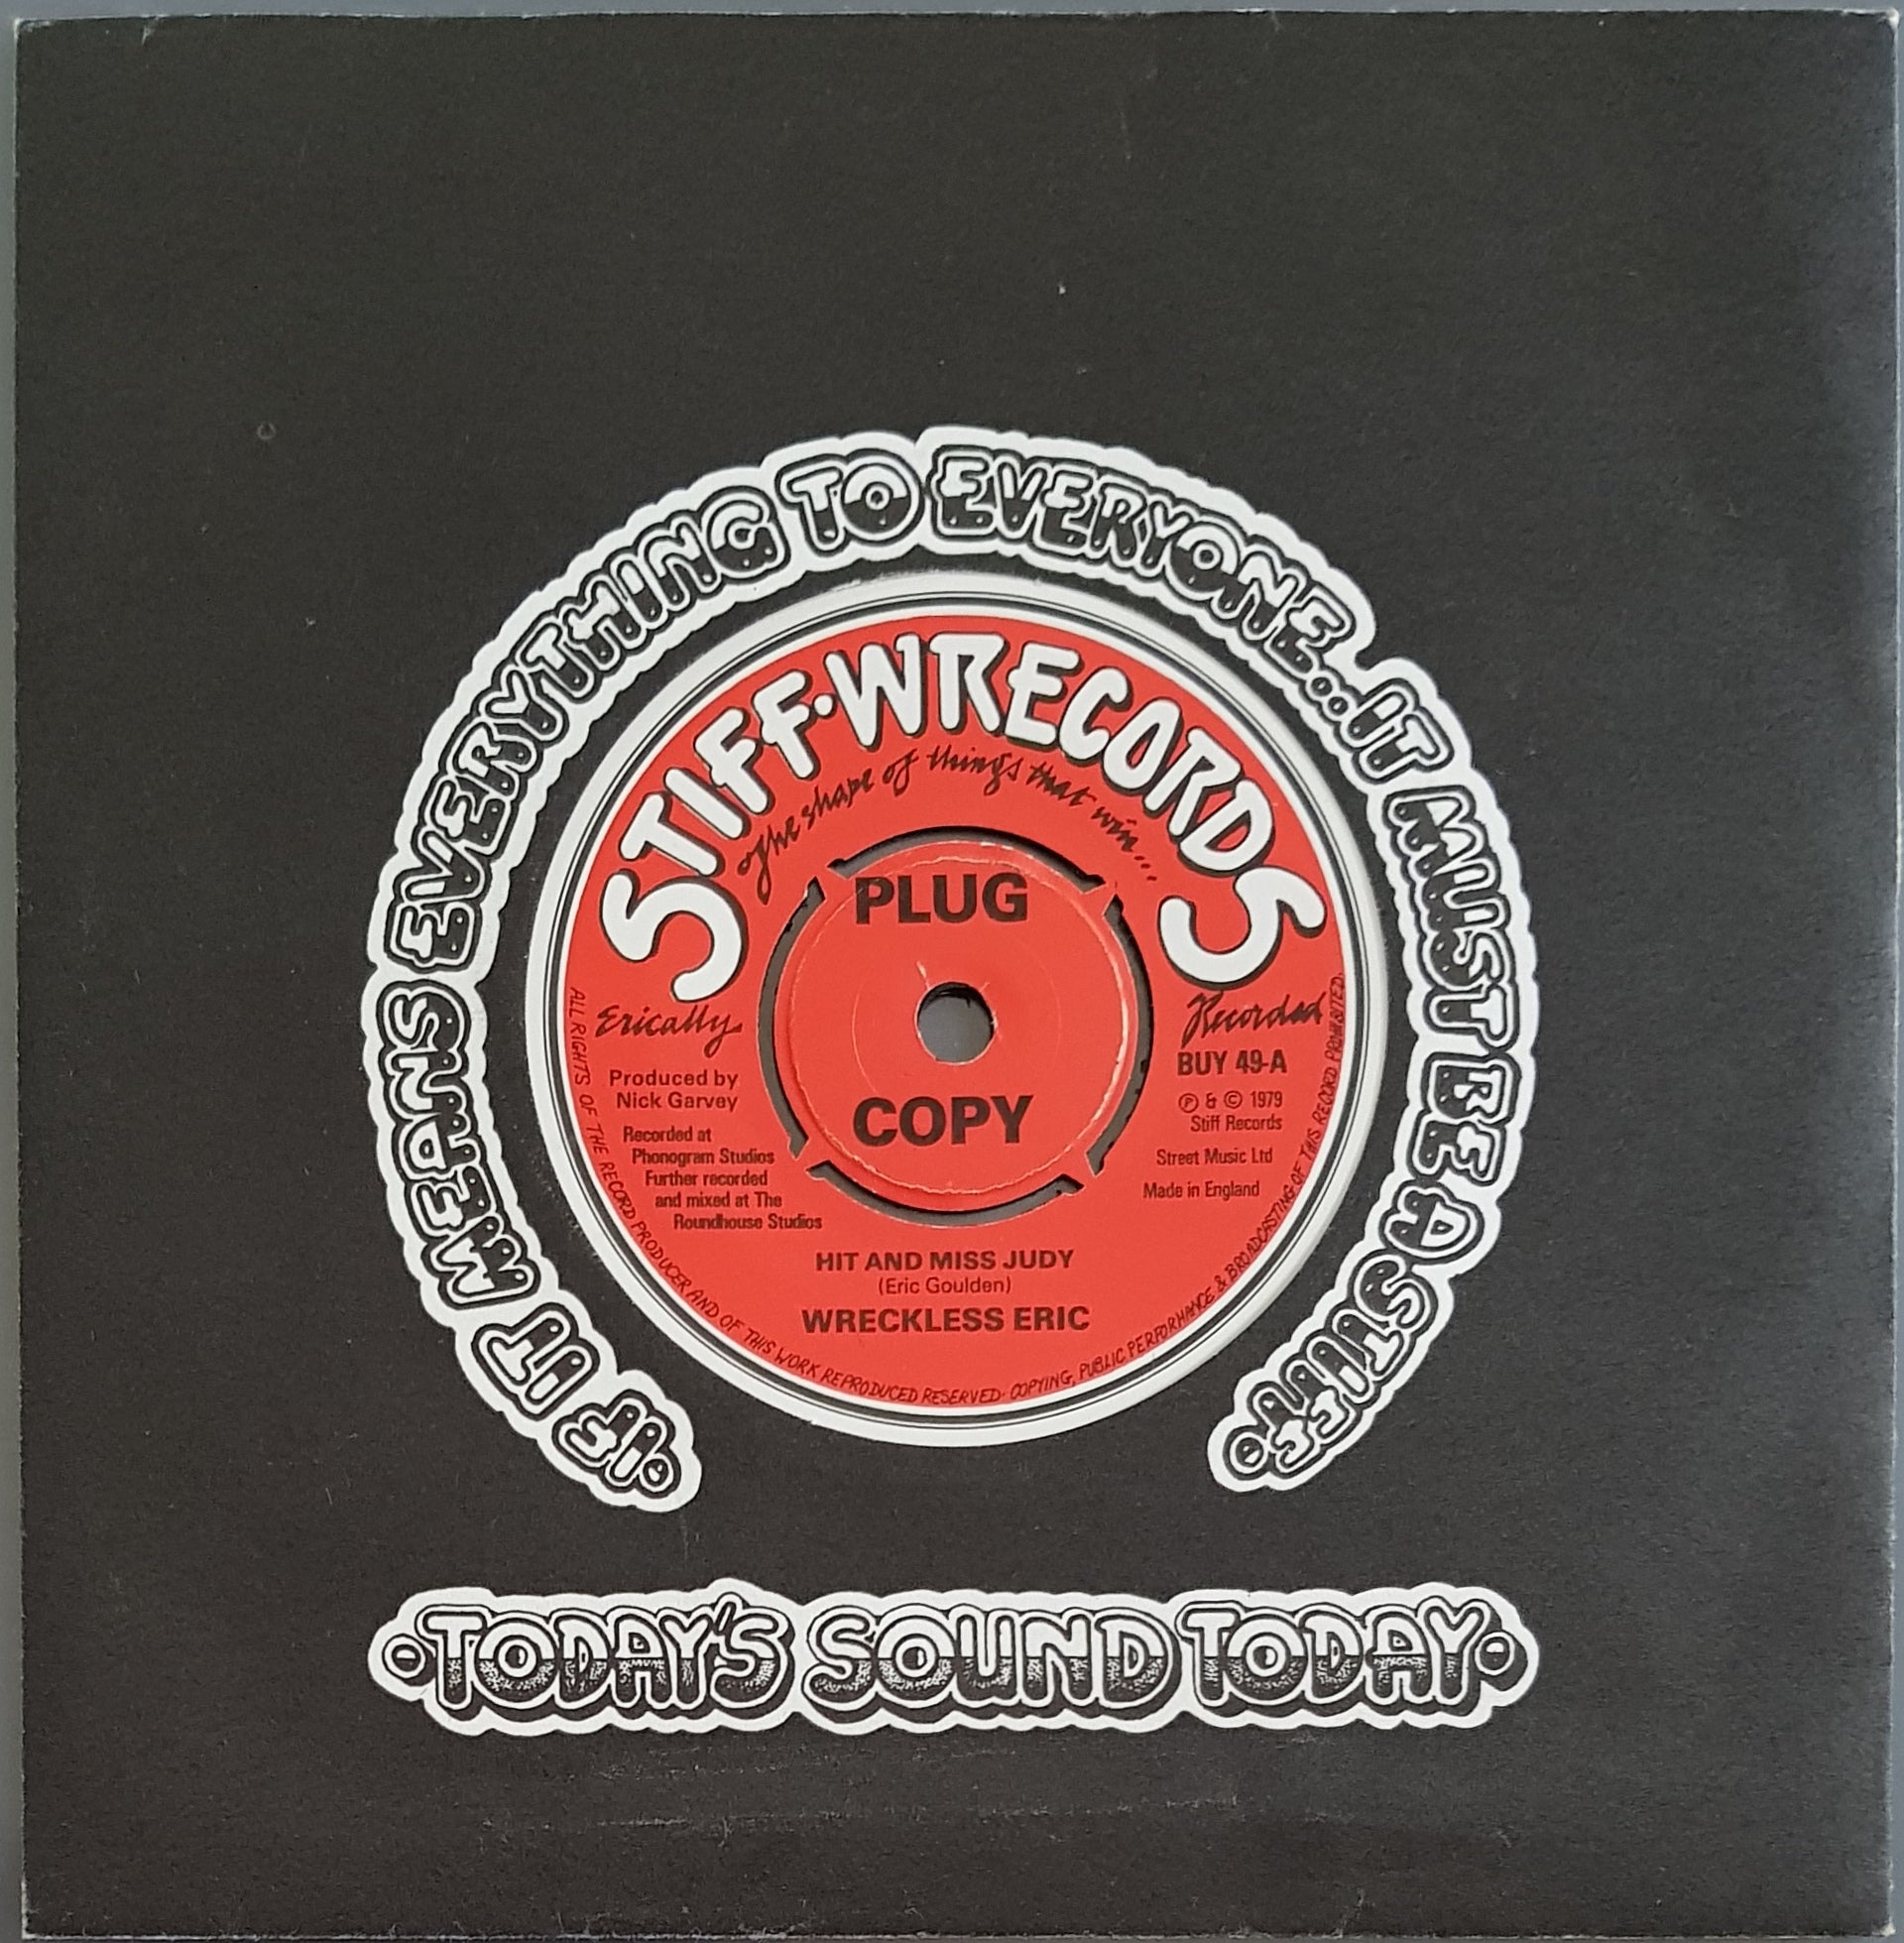 ·IF IT MEANS EVERYTHING TO EVERYONE...IT MUST BE A STIFF·
STIFF·WRECORDS
The shape of things that win...
PLUG
COPY
Erically
Recorded
Produced by
Nick Garvey
Recorded at
Phonogram Studios
Further recorded
and mixed at The
Roundhouse Studios
BUY 49-A
Ⓟ & © 1979
Stiff Records
Street Music Ltd
Made in England
HIT AND MISS JUDY
(Eric Goulden)
WRECKLESS ERIC
ALL RIGHTS OF THE RECORD PRODUCER AND OF THIS WORK REPRODUCED RESERVED· COPYING, PUBLIC PERFORMANCE & BROADCASTING OF THIS RECORD PROHIBITED.
·TODAY'S SOUND TODAY·